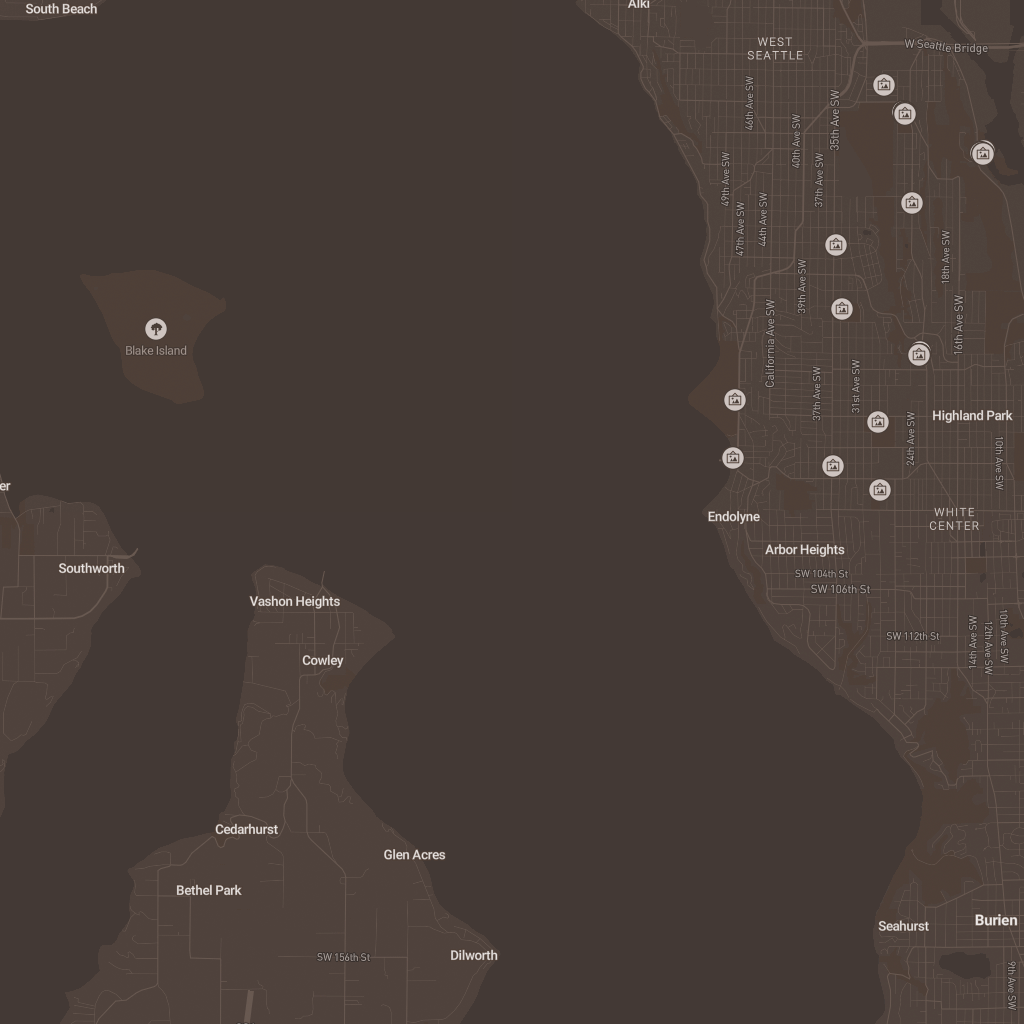 South Beach
Alki
WEST
SEATTLE
W Seattle Bridge
46th Ave SW
35th Ave SW
40th Ave SW
49th Ave SW
37th Ave SW
47th Ave SW
44th Ave SW
18th Ave SW
39th Ave SW
16th Ave SW
California Ave SW
Blake Island
37th Ave SW
31st Ave SW
24th Ave SW
Highland Park
10th Ave SW
er
WHITE
CENTER
Endolyne
Arbor Heights
Southworth
SW 104th St
SW 106th St
Vashon Heights
SW 112th St
14th Ave SW
12th Ave SW
10th Ave SW
Cowley
Cedarhurst
Glen Acres
Bethel Park
Seahurst
Burien
SW 156th St
Dilworth
9th Ave SW